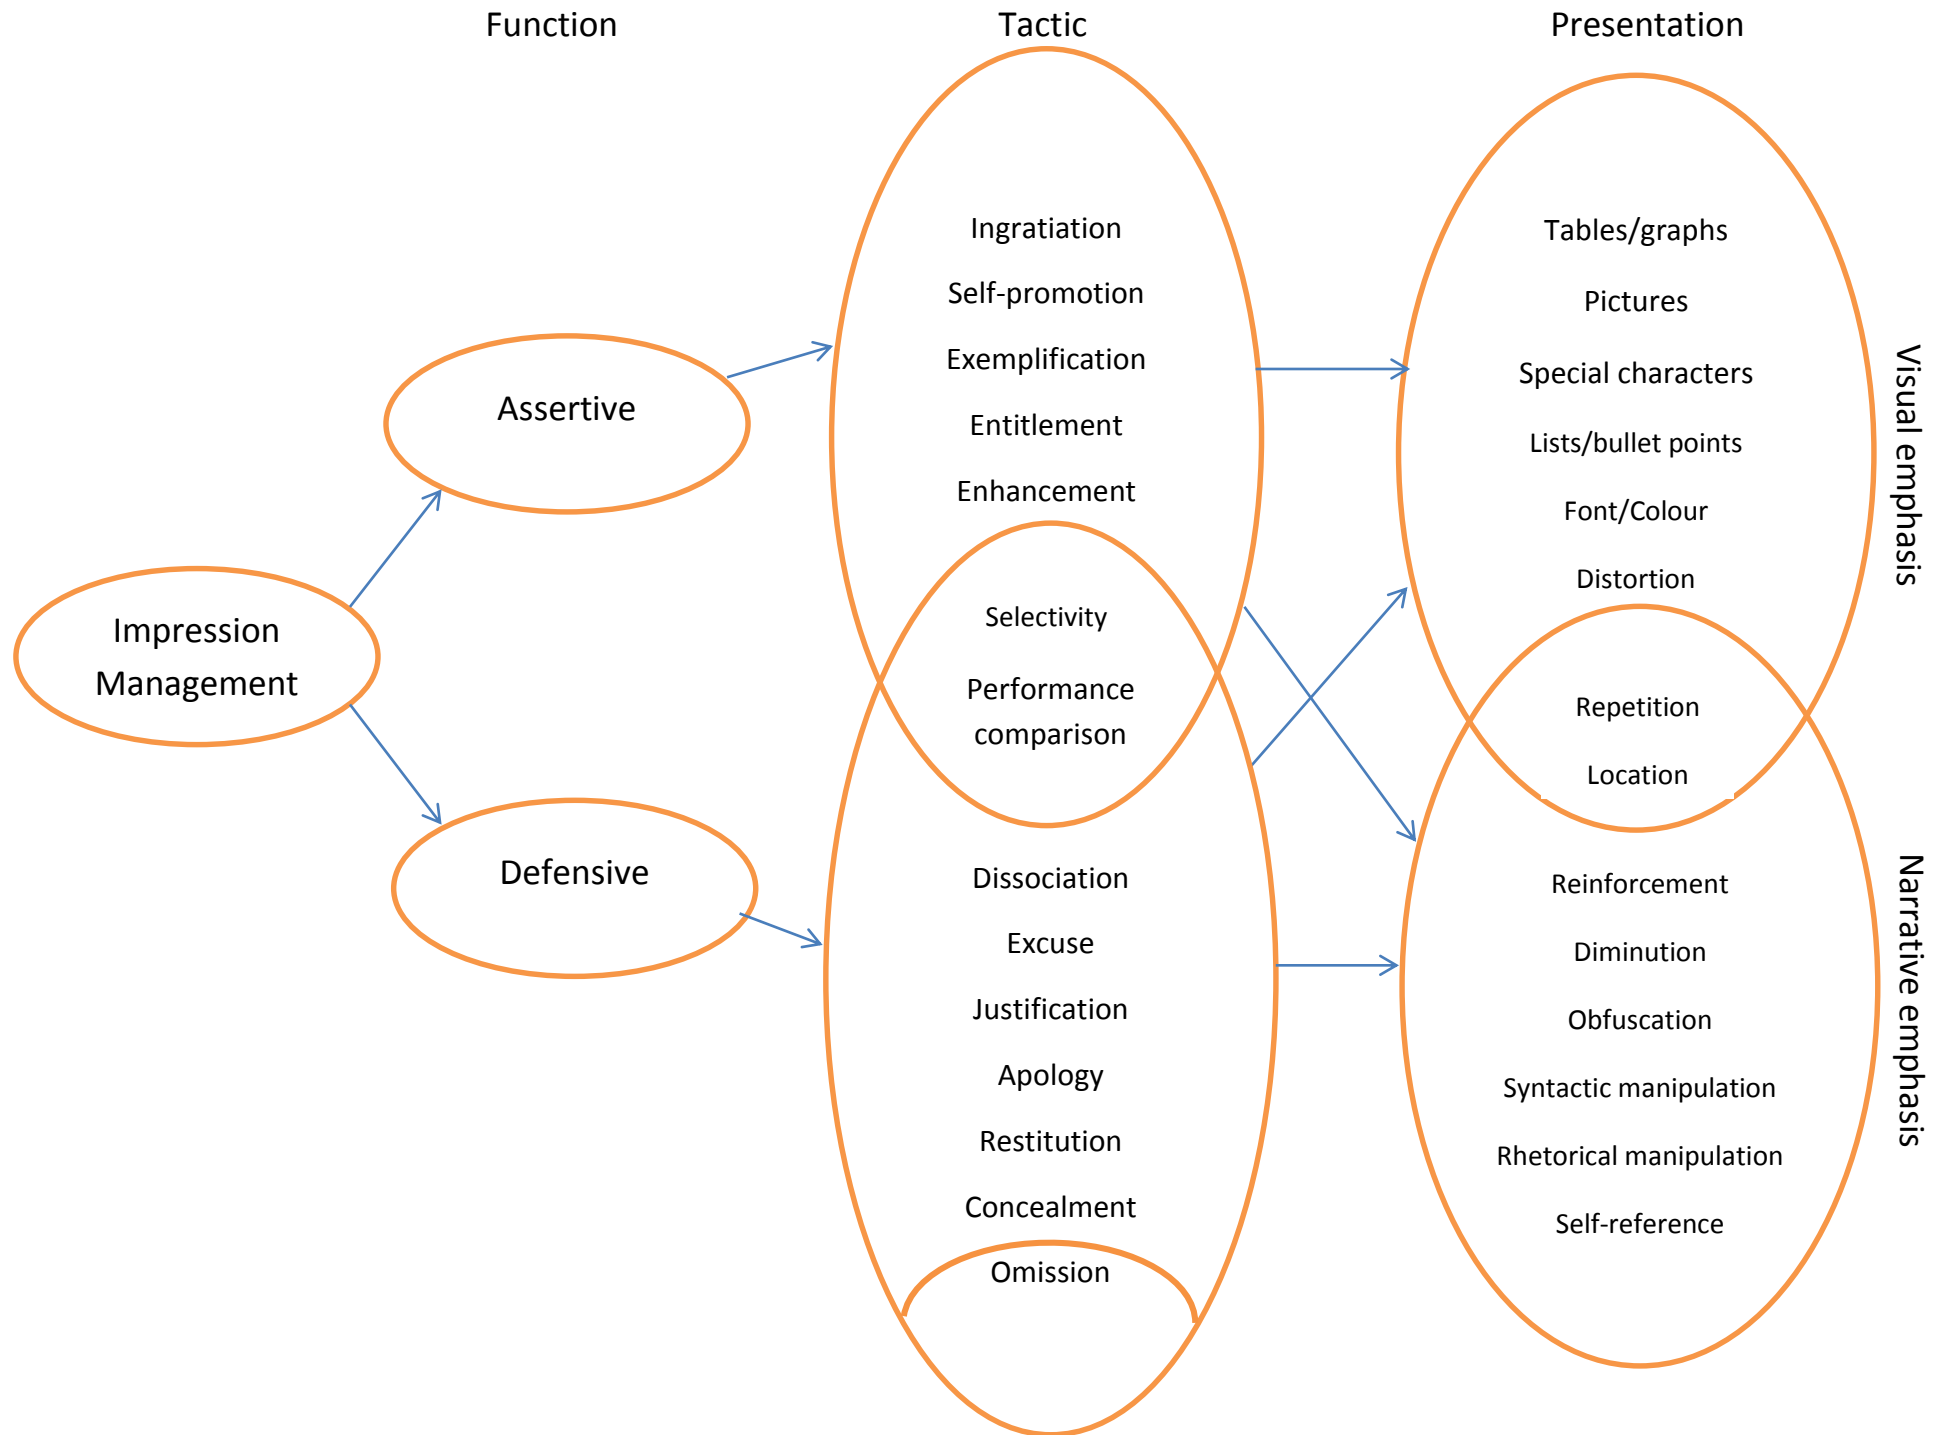 Function
Tactic
Presentation
Impression
Management
Assertive
Defensive
Ingratiation
Self-promotion
Exemplification
Entitlement
Enhancement
Selectivity
Performance
comparison
Dissociation
Excuse
Justification
Apology
Restitution
Concealment
Omission
Tables/graphs
Pictures
Special characters
Lists/bullet points
Font/Colour
Distortion
Repetition
Location
Reinforcement
Diminution
Obfuscation
Syntactic manipulation
Rhetorical manipulation
Self-reference
Visual emphasis
Narrative emphasis